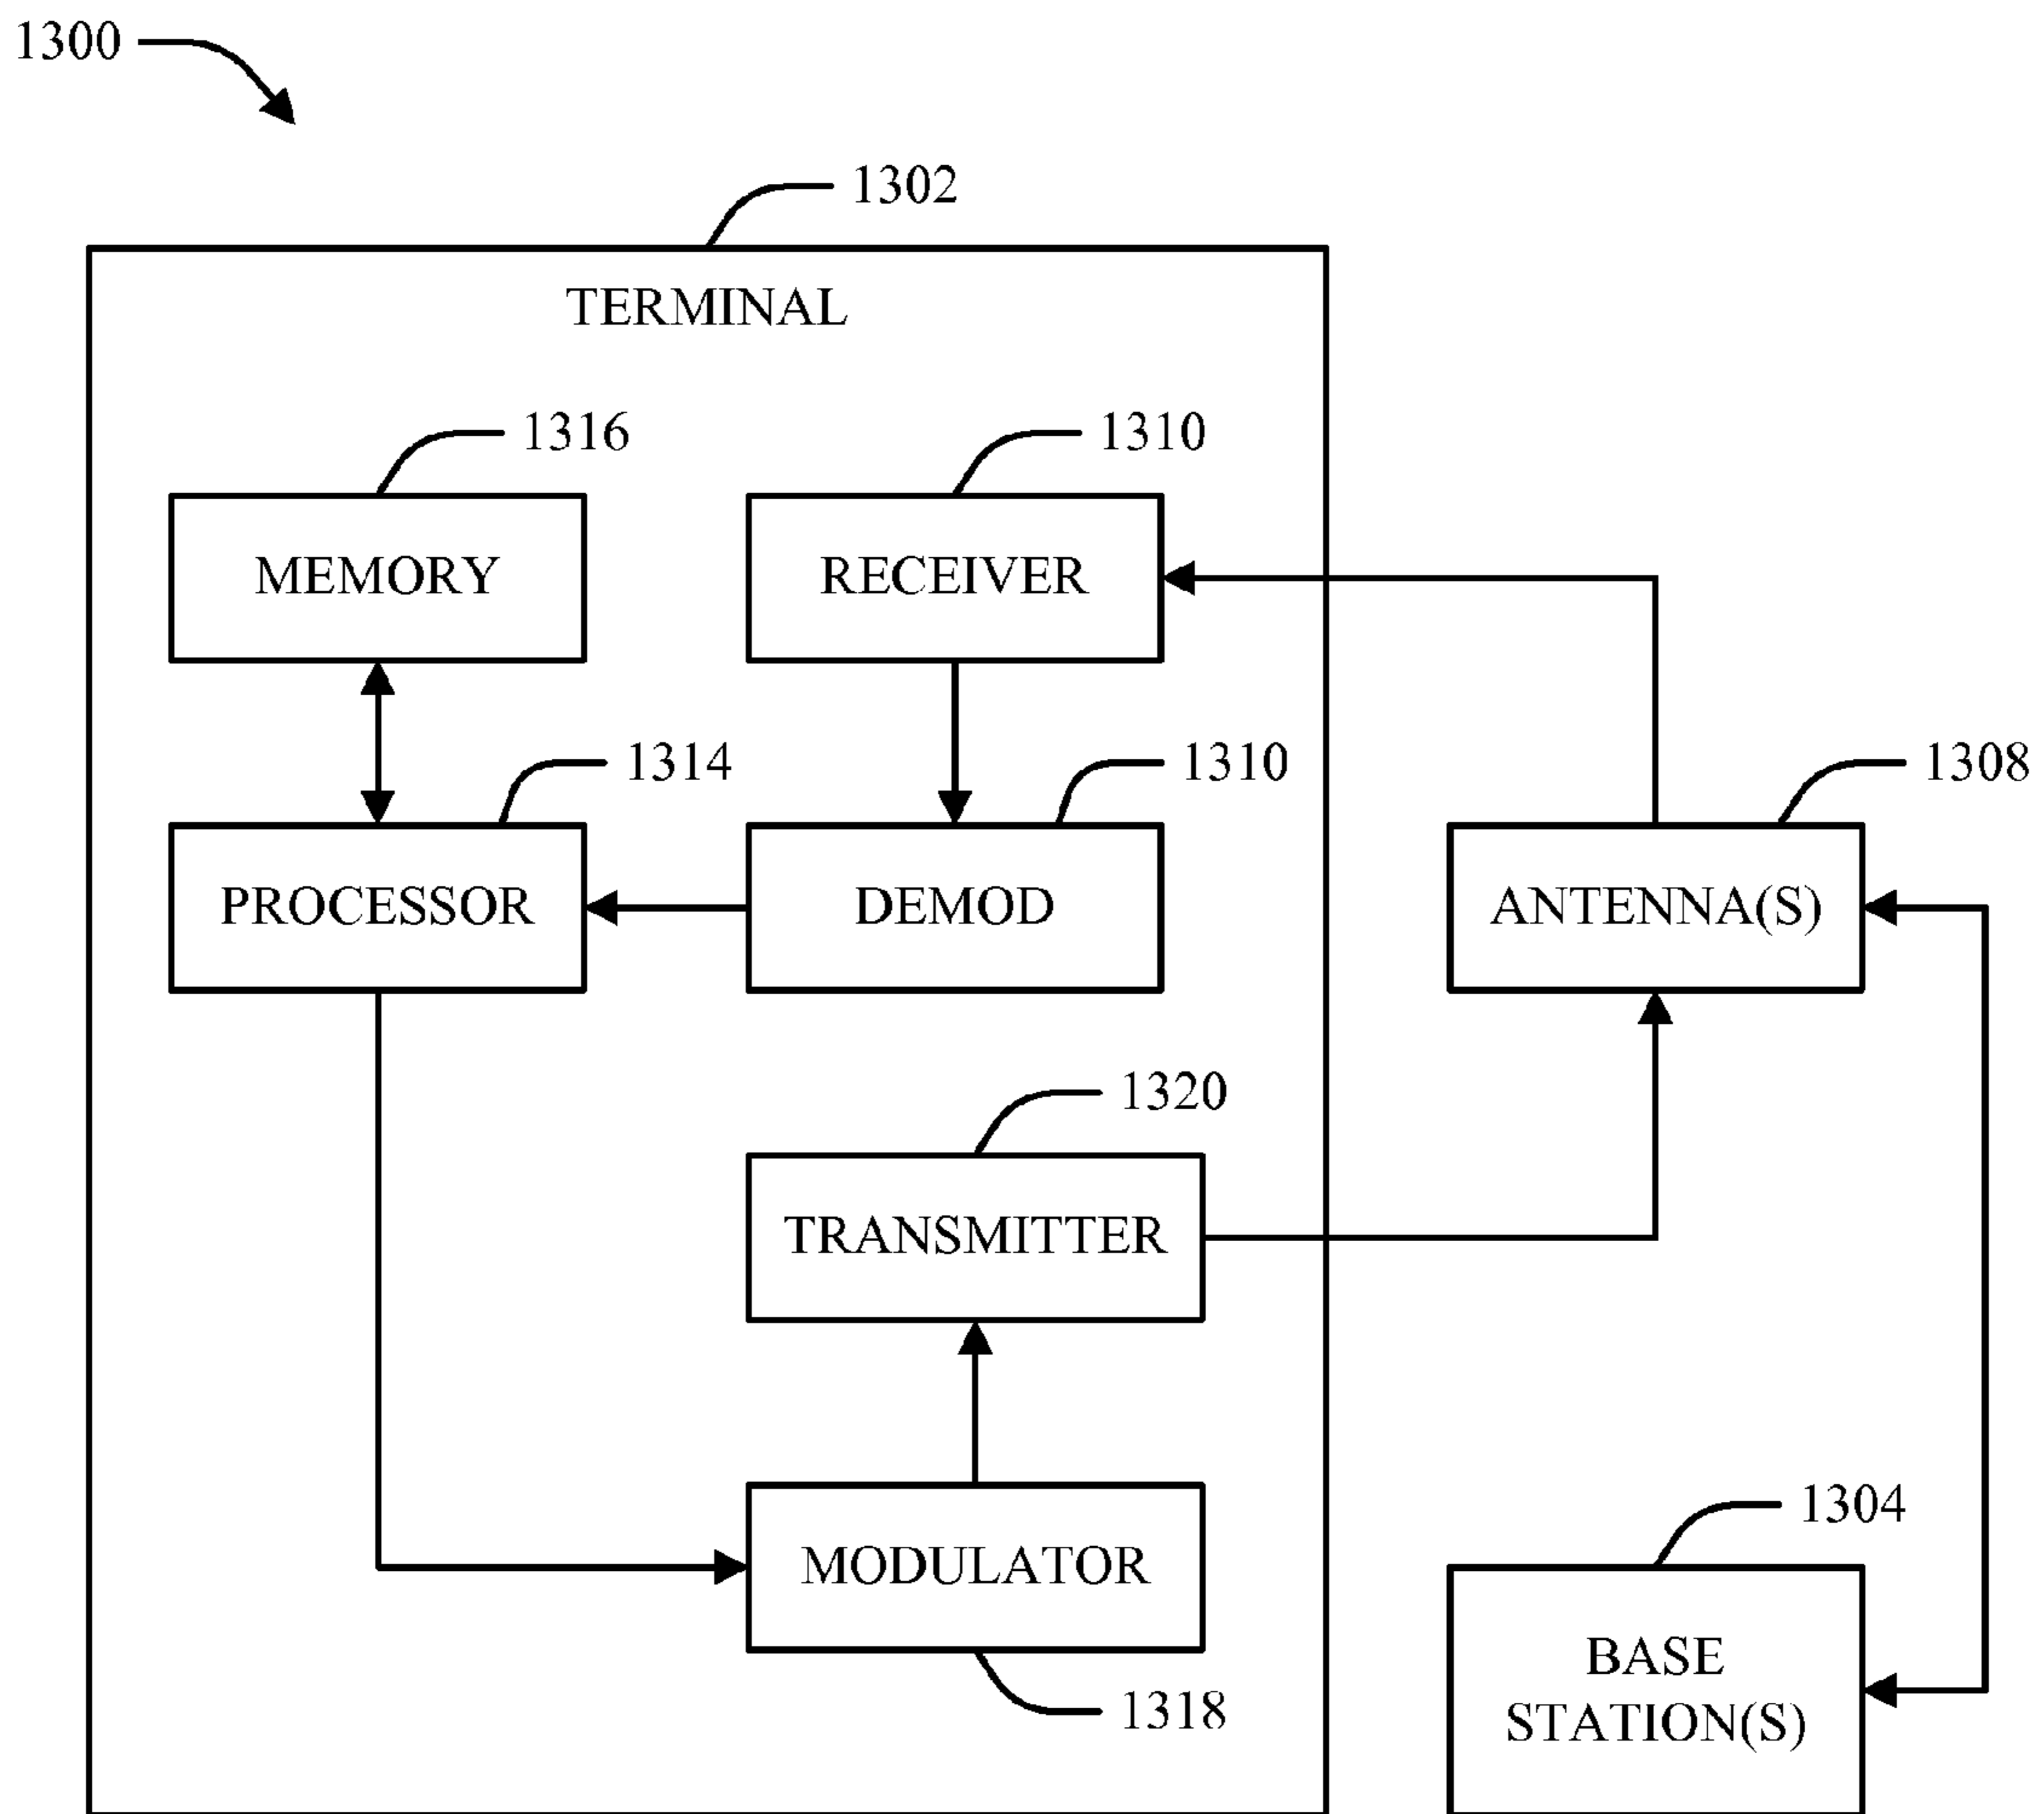 1300
1302
TERMINAL
1316
1310
MEMORY
RECEIVER
1314
1310
1308
PROCESSOR
DEMOD
ANTENNA(S)
1320
TRANSMITTER
1304
MODULATOR
BASE
STATION(S)
1318